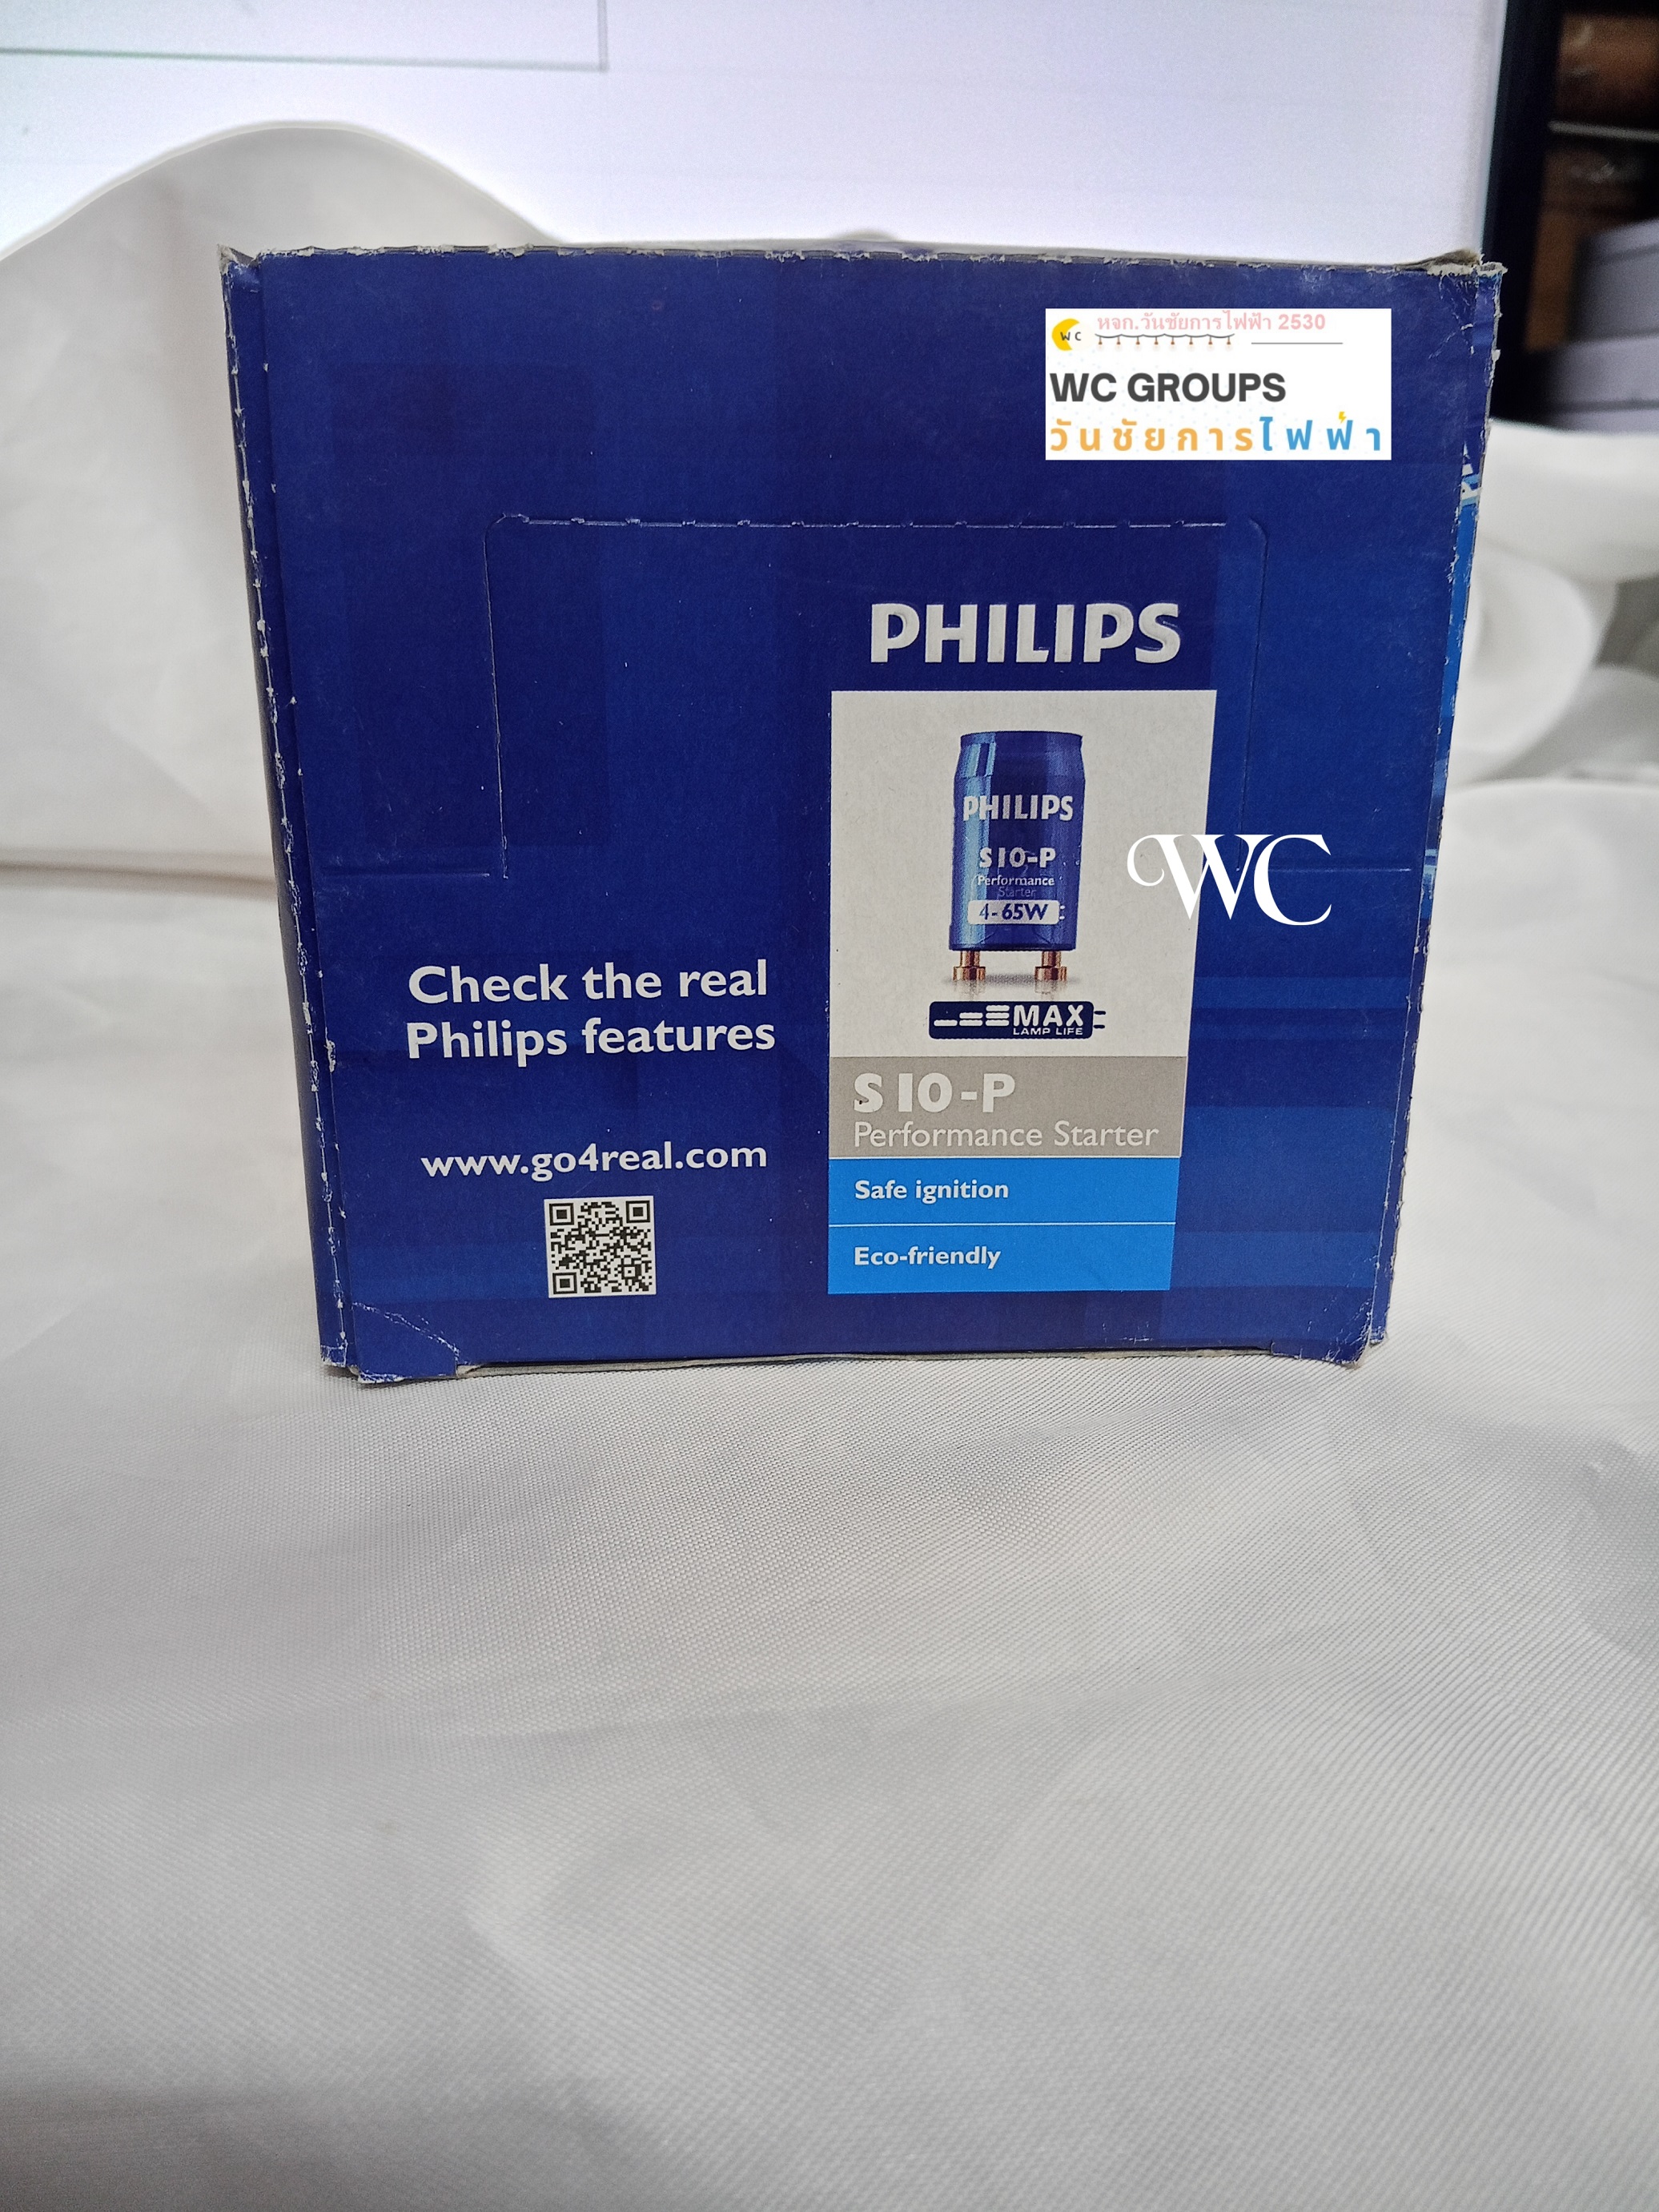 WC
หจก.วันชัยการไฟฟ้า 2530
WC GROUPS
วันชัยการไฟฟ้า
PHILIPS
PHILIPS
S10-P
Performance
Starter
4-65W
WC
MAX
LAMP LIFE
Check the real
Philips features
www.go4real.com
S10-P
Performance Starter
Safe ignition
Eco-friendly